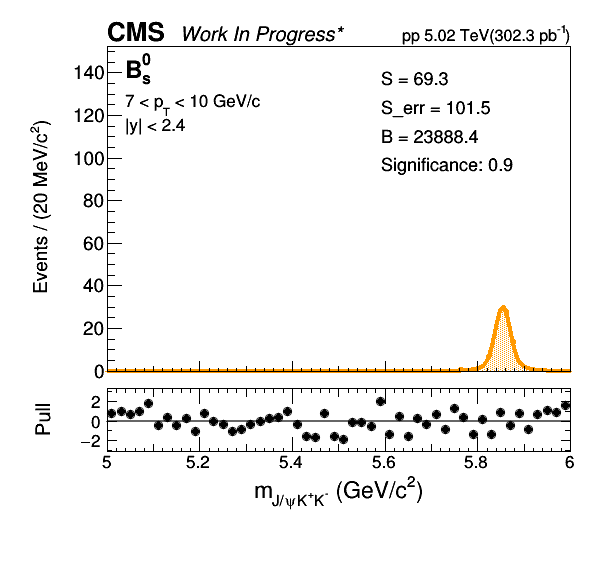 CMS Work In Progress* pp 5.02 TeV(302.3 pb⁻¹)
B⁰ₛ
7 < p_T < 10 GeV/c
|y| < 2.4
S = 69.3
S_err = 101.5
B = 23888.4
Significance: 0.9
Events / (20 MeV/c²)
140
120
100
80
60
40
20
0
Pull
2
0
−2
5 5.2 5.4 5.6 5.8 6
m_J/ψK⁺K⁻ (GeV/c²)